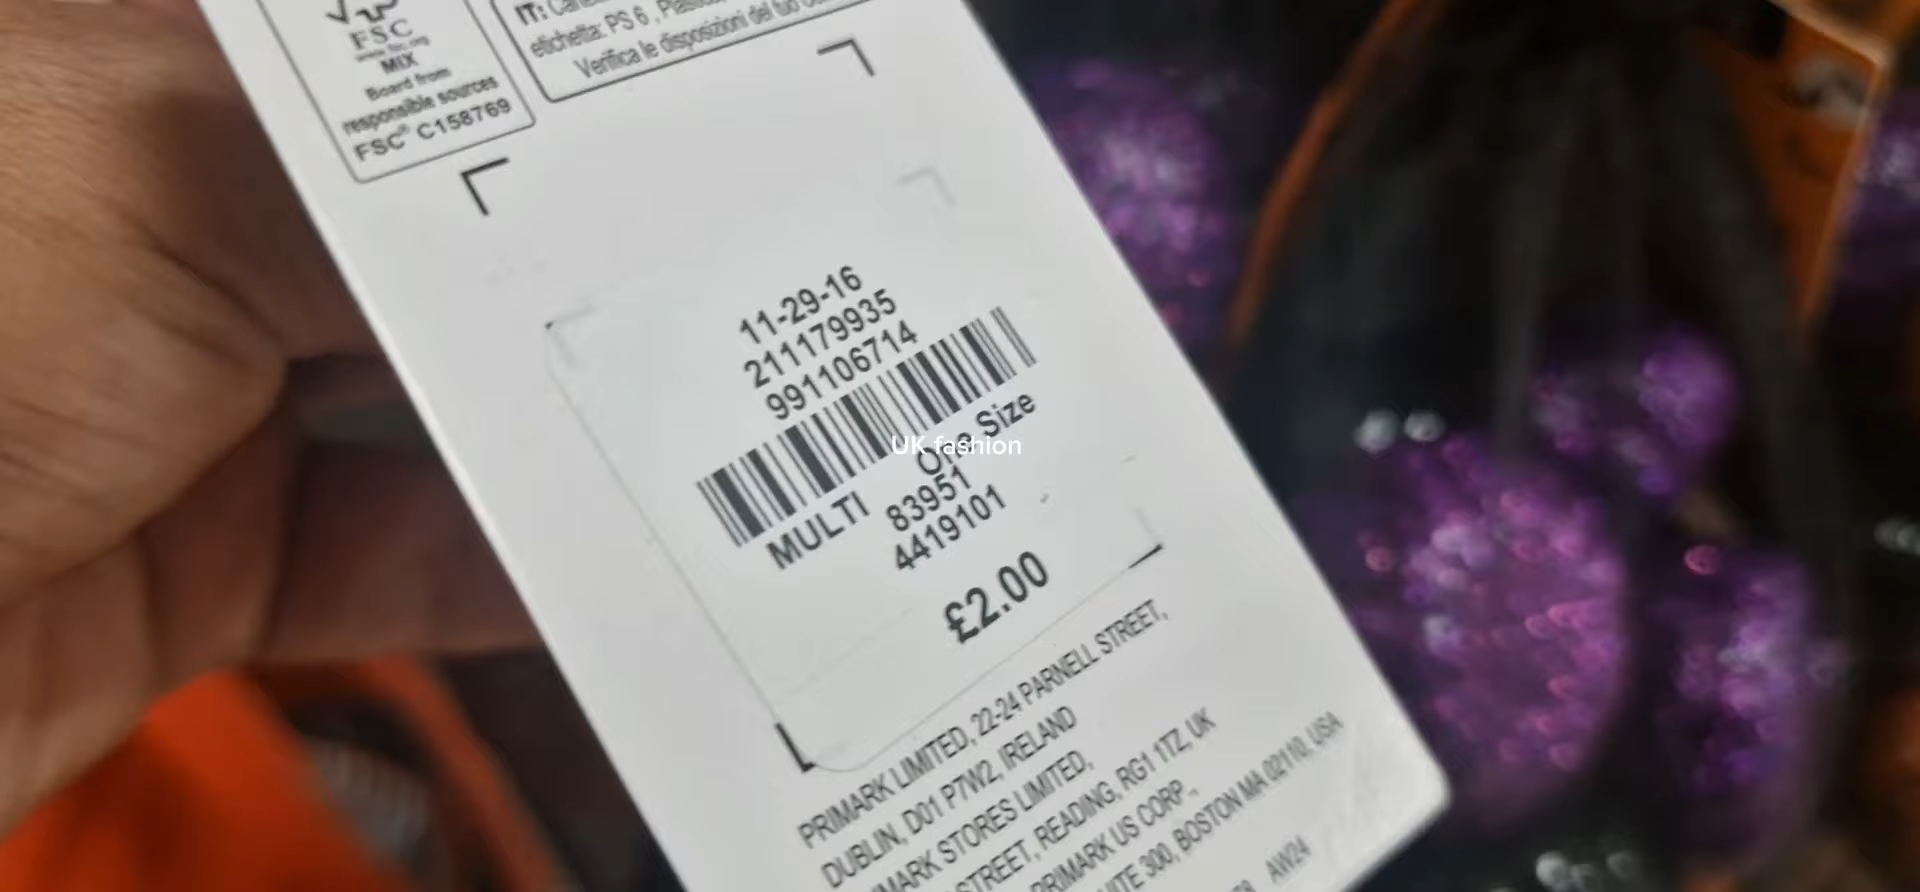 FSC
MIX
Board from
responsible sources
FSC® C158769
IT:
etichetta: PS 6 ,
Verifica le disposizioni del tuo
11-29-16
211179935
991106714
One Size
MULTI
83951
4419101
£2.00
UK fashion
PRIMARK LIMITED, 22-24 PARNELL STREET,
DUBLIN, D01 P7W2, IRELAND
MARK STORES LIMITED,
STREET, READING, RG1 1TZ, UK
PRIMARK US CORP.,
ITE 300, BOSTON MA 02110, USA
AW24